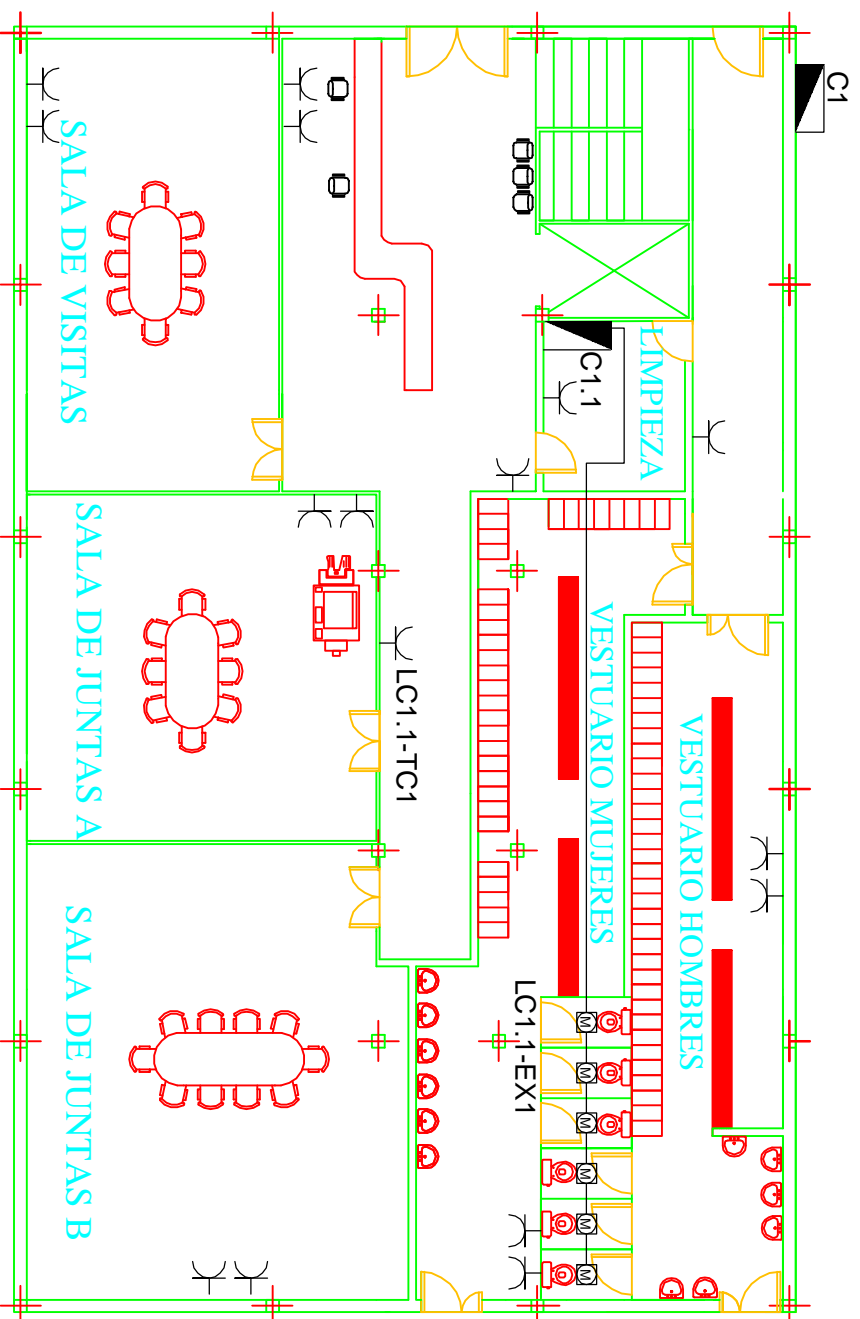 C1
C1.1
LIMPIEZA
SALA DE VISITAS
SALA DE JUNTAS A
LC1.1-TC1
VESTUARIO MUJERES
VESTUARIO HOMBRES
SALA DE JUNTAS B
LC1.1-EX1
M
M
M
M
M
M